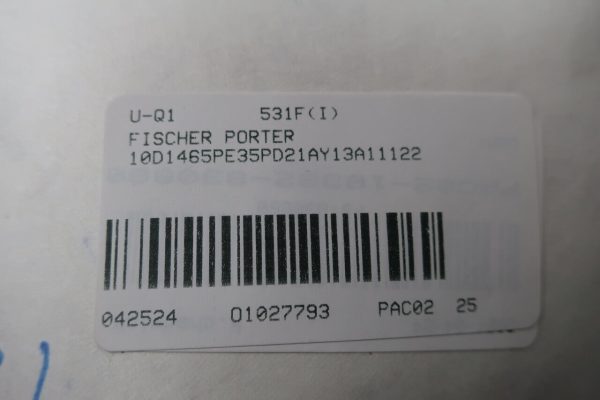 U-Q1 531F(I)
FISCHER PORTER
10D1465PE35PD21AY13A11122
042524 01027793 PAC02 25